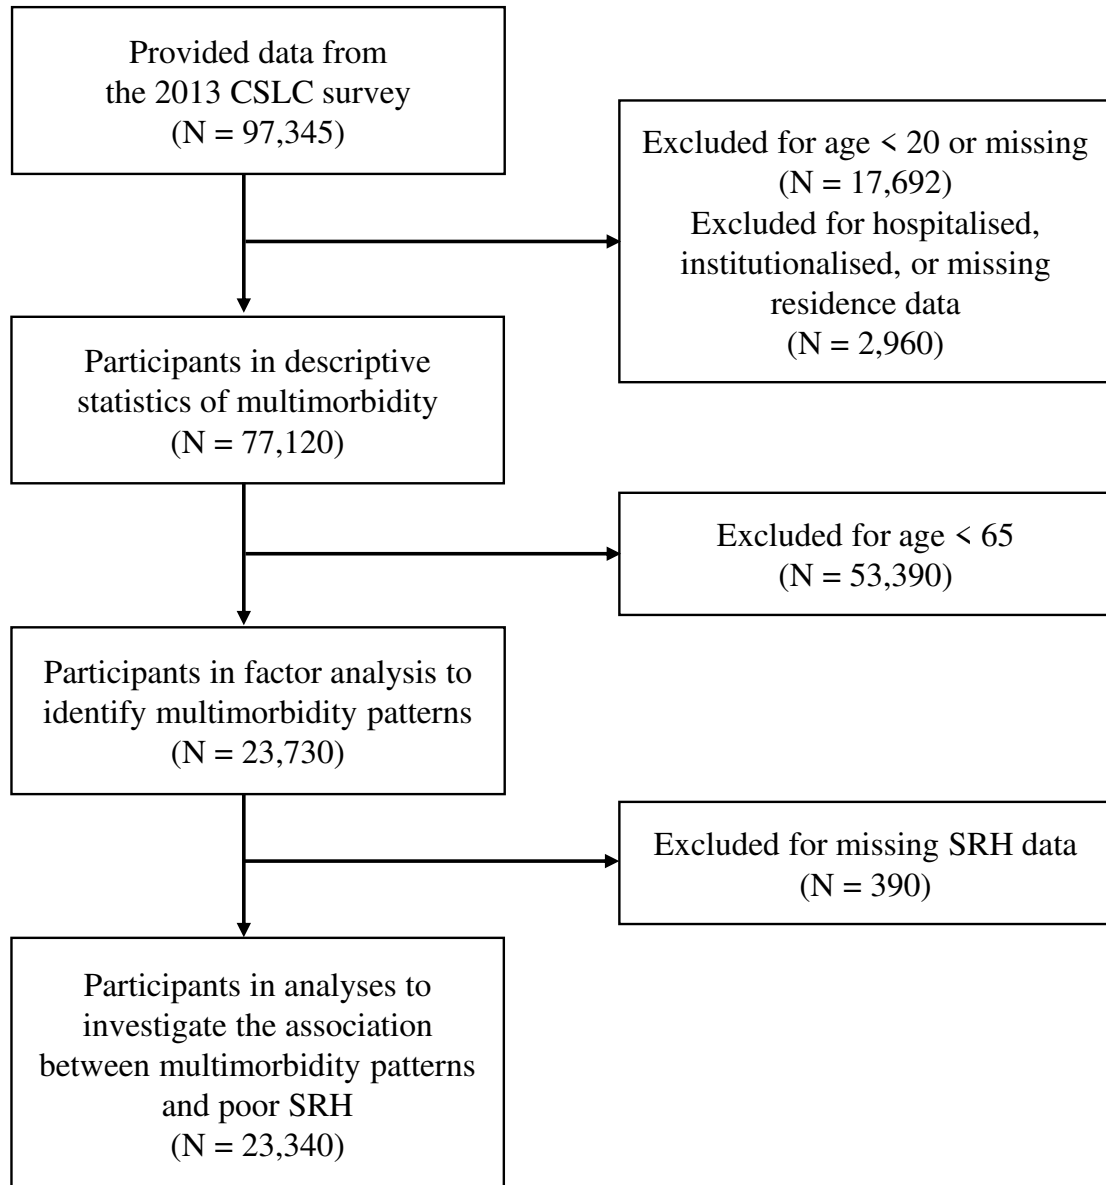 Provided data from
the 2013 CSLC survey
(N = 97,345)
Excluded for age < 20 or missing
(N = 17,692)
Excluded for hospitalised,
institutionalised, or missing
residence data
(N = 2,960)
Participants in descriptive
statistics of multimorbidity
(N = 77,120)
Excluded for age < 65
(N = 53,390)
Participants in factor analysis to
identify multimorbidity patterns
(N = 23,730)
Excluded for missing SRH data
(N = 390)
Participants in analyses to
investigate the association
between multimorbidity patterns
and poor SRH
(N = 23,340)